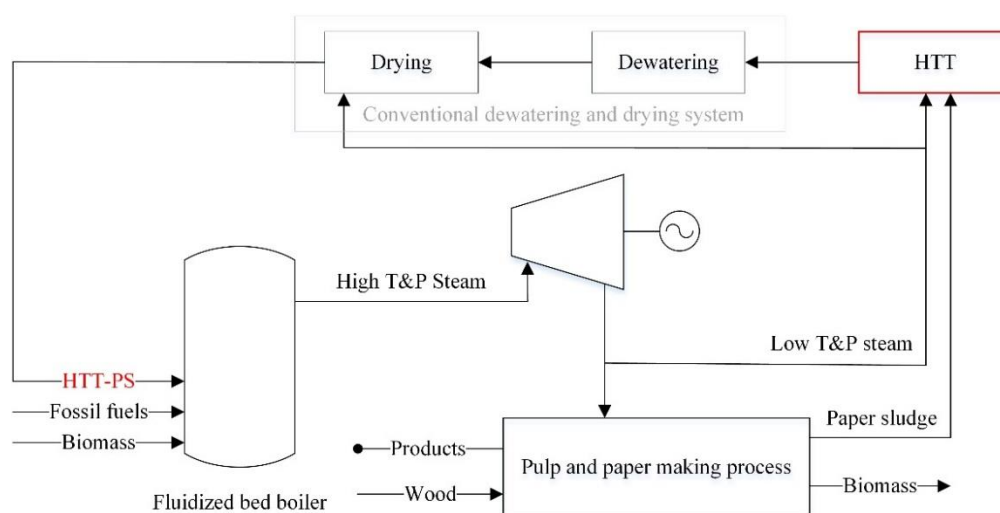 Drying
Dewatering
HTT
Conventional dewatering and drying system
High T&P Steam
Low T&P steam
HTT-PS
Fossil fuels
Biomass
Paper sludge
Products
Pulp and paper making process
Wood
Biomass
Fluidized bed boiler